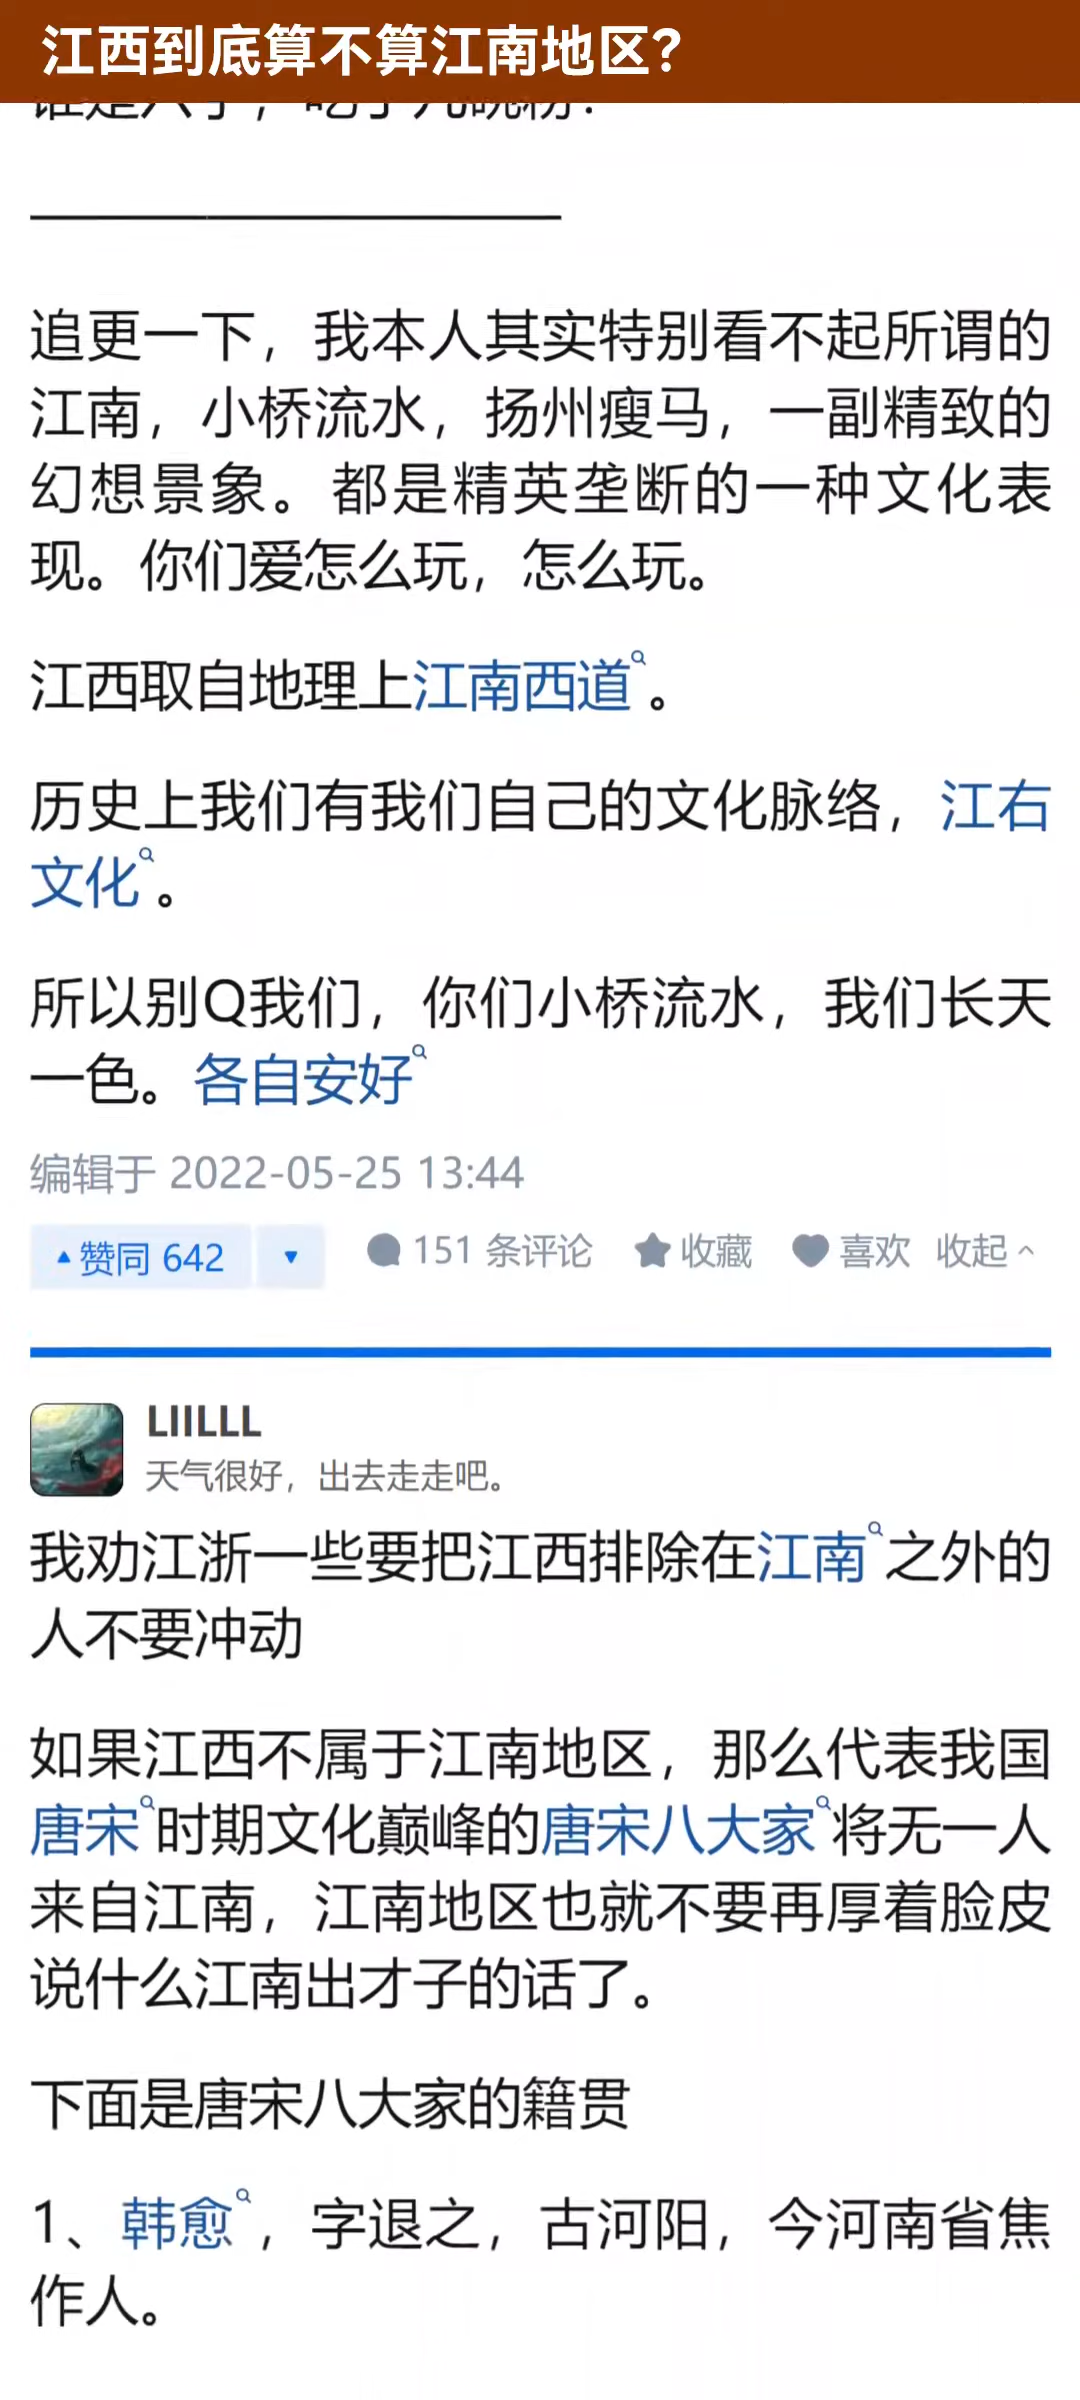 江西到底算不算江南地区?
追更一下，我本人其实特别看不起所谓的
江南，小桥流水，扬州瘦马，一副精致的
幻想景象。都是精英垄断的一种文化表
现。你们爱怎么玩，怎么玩。
江西取自地理上江南西道。
历史上我们有我们自己的文化脉络，江右
文化。
所以别Q我们，你们小桥流水，我们长天
一色。各自安好
编辑于 2022-05-25 13:44
赞同 642 151 条评论 收藏 喜欢 收起
LIILLL
天气很好，出去走走吧。
我劝江浙一些要把江西排除在江南之外的
人不要冲动
如果江西不属于江南地区，那么代表我国
唐宋时期文化巅峰的唐宋八大家将无一人
来自江南，江南地区也就不要再厚着脸皮
说什么江南出才子的话了。
下面是唐宋八大家的籍贯
1、韩愈，字退之，古河阳，今河南省焦
作人。